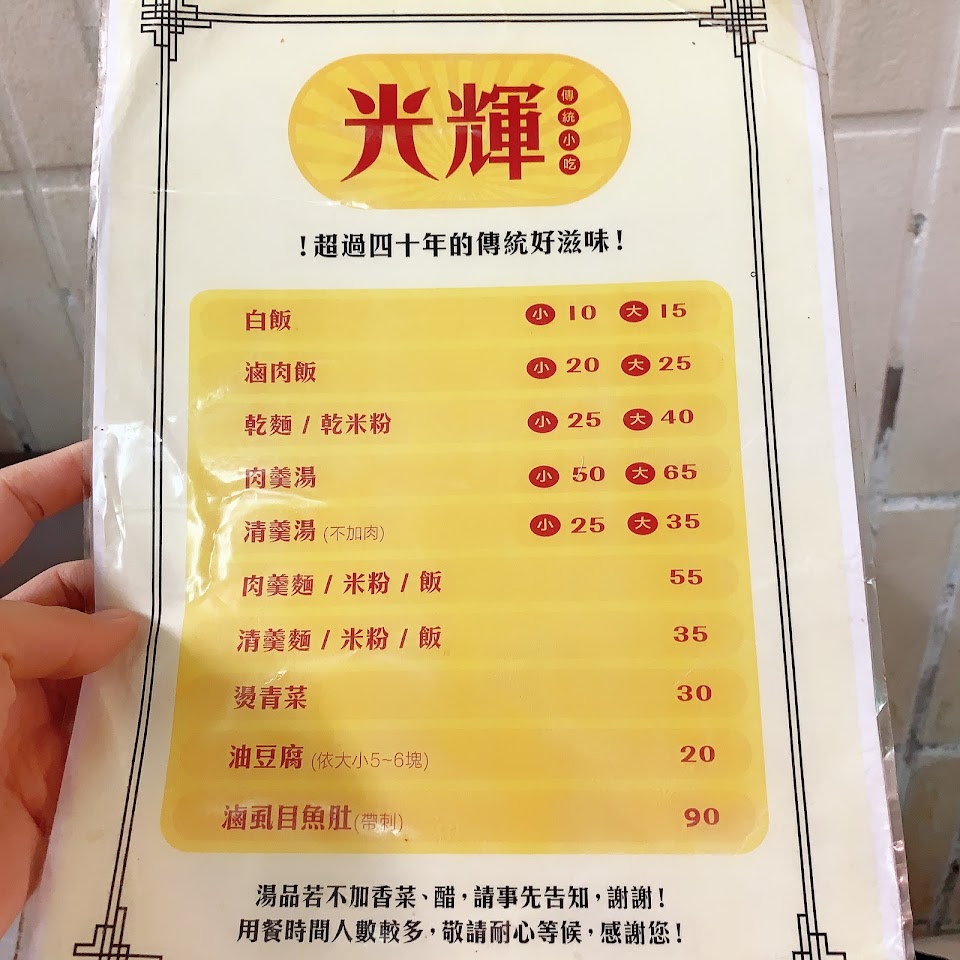 光輝 傳統小吃
！超過四十年的傳統好滋味！
白飯 小 10 大 15
滷肉飯 小 20 大 25
乾麵 / 乾米粉 小 25 大 40
肉羹湯 小 50 大 65
清羹湯 (不加肉) 小 25 大 35
肉羹麵 / 米粉 / 飯 55
清羹麵 / 米粉 / 飯 35
燙青菜 30
油豆腐 (依大小5~6塊) 20
滷虱目魚肚(帶刺) 90
湯品若不加香菜、醋，請事先告知，謝謝！
用餐時間人數較多，敬請耐心等候，感謝您！